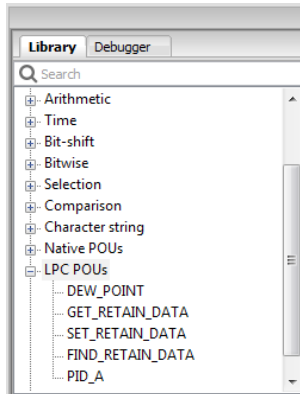 Library Debugger
Search
Arithmetic
Time
Bit-shift
Bitwise
Selection
Comparison
Character string
Native POUs
LPC POUs
DEW_POINT
GET_RETAIN_DATA
SET_RETAIN_DATA
FIND_RETAIN_DATA
PID_A